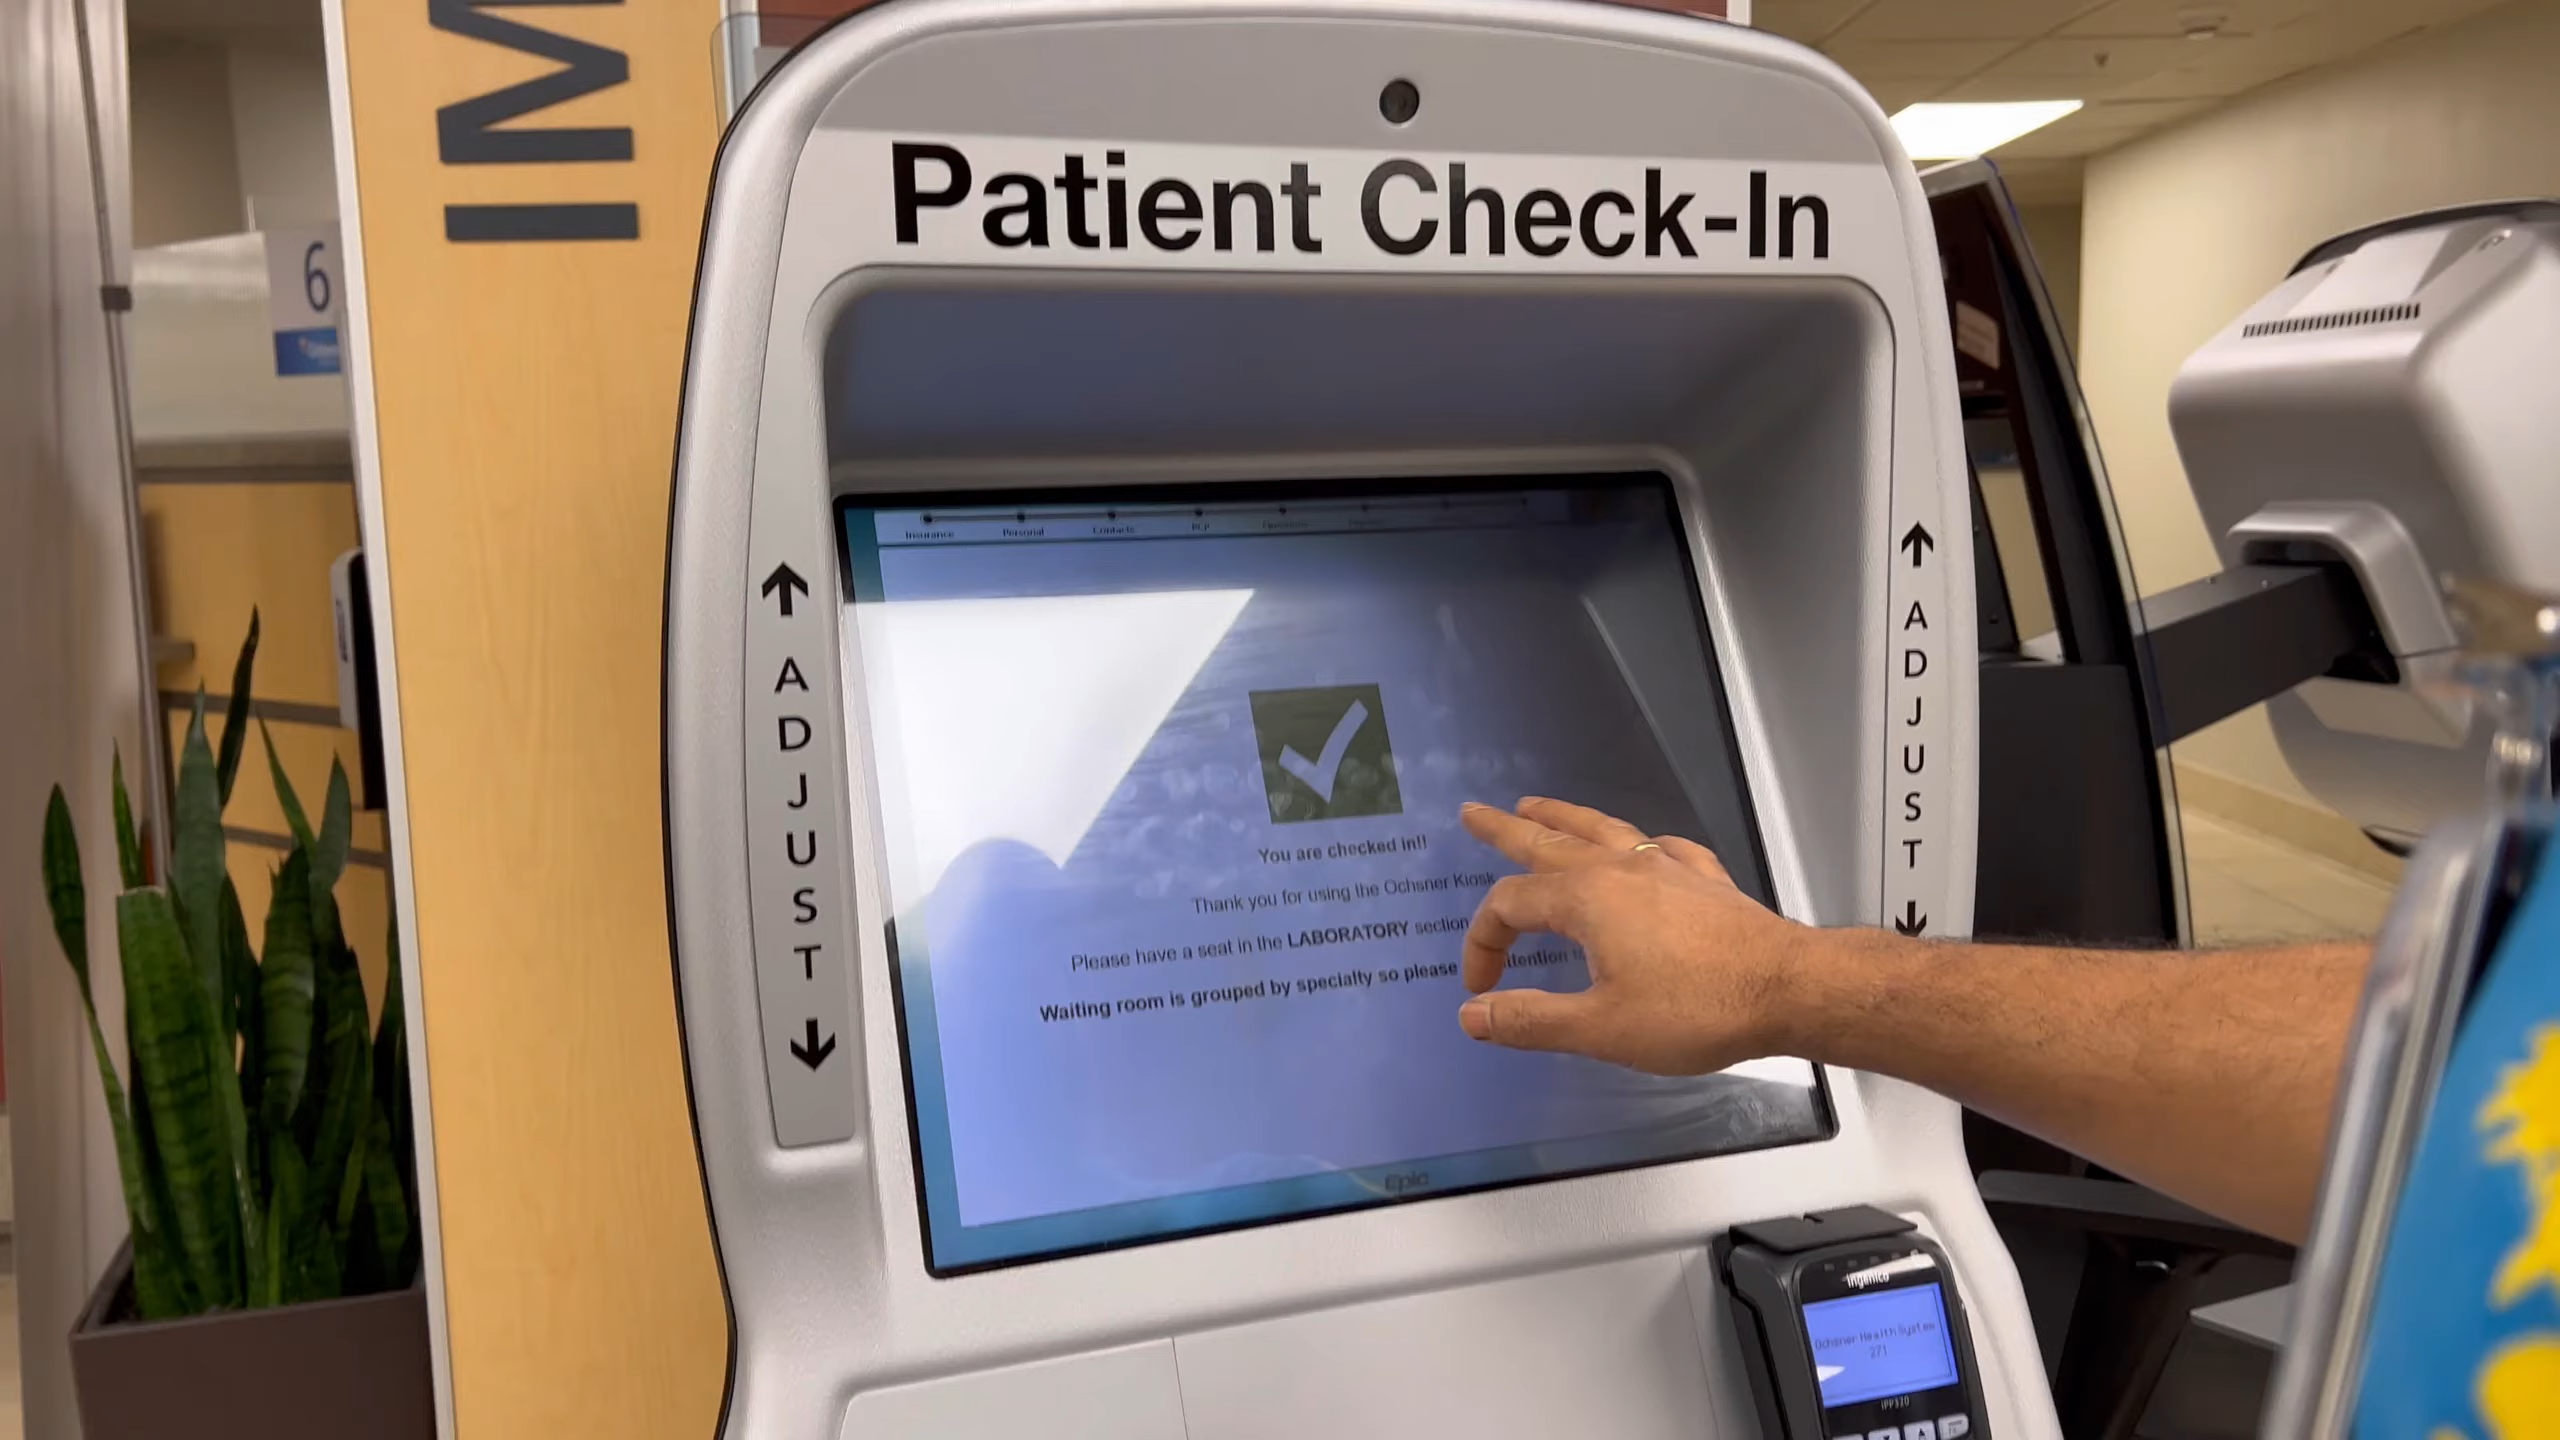 IM
6
Patient Check-In
ADJUST
ADJUST
Insurance Personal Contacts PCP
You are checked in!!
Thank you for using the Ochsner Kiosk
Please have a seat in the LABORATORY section
Waiting room is grouped by specialty so please attention
Epic
ingenico
Ochsner Health System
271
iPP320